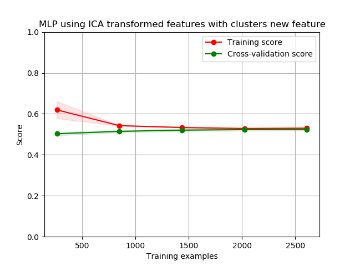 MLP using ICA transformed features with clusters new feature
1.0
Training score
Cross-validation score
0.8
0.6
Score
0.4
0.2
0.0
500 1000 1500 2000 2500
Training examples